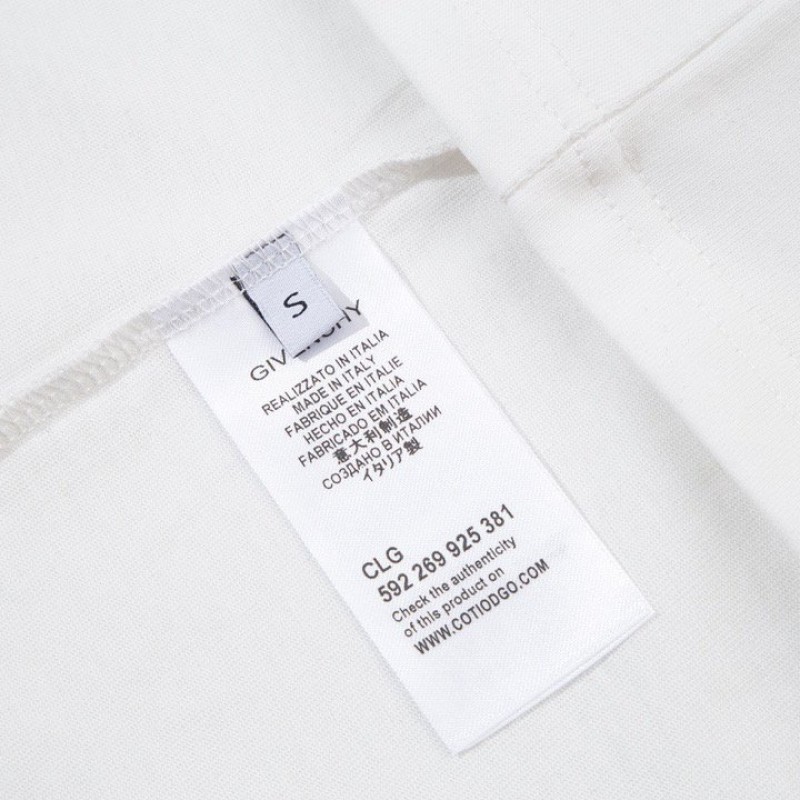 S
GIVENCHY
REALIZZATO IN ITALIA
MADE IN ITALY
FABRIQUE EN ITALIE
HECHO EN ITALIA
FABRICADO EM ITALIA
意大利制造
СОЗДАНО В ИТАЛИИ
イタリア製
CLG
592 269 925 381
Check the authenticity
of this product on
WWW.COTIODGO.COM